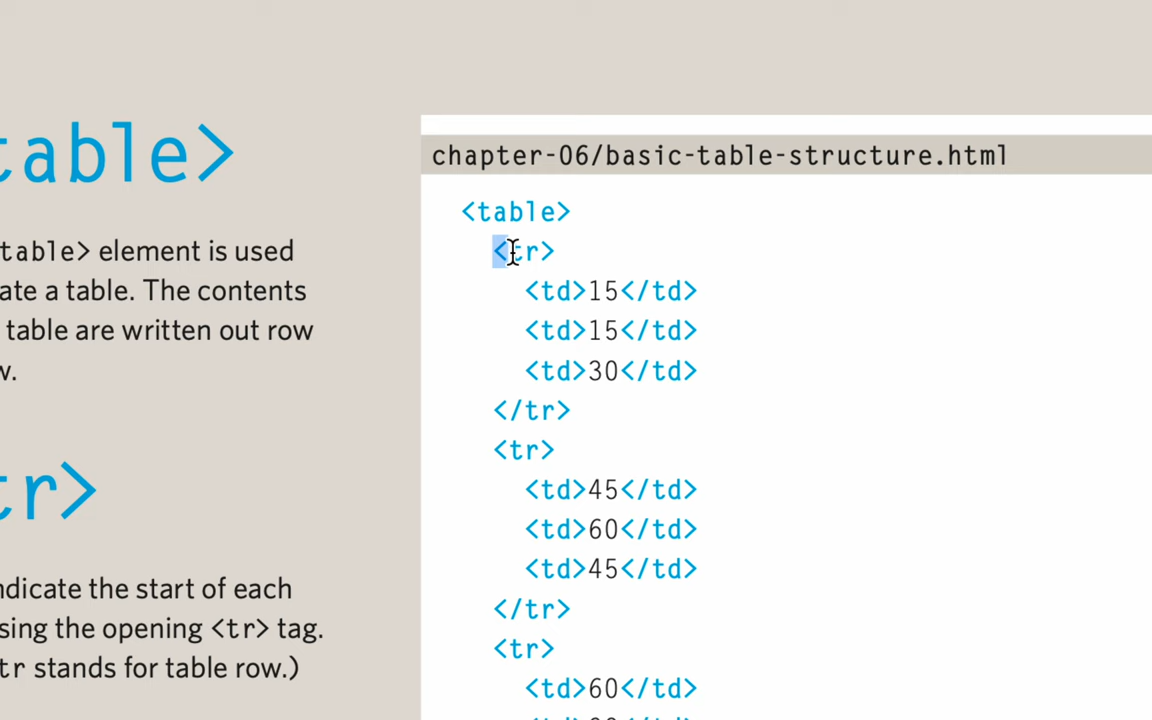 table>
table> element is used
ate a table. The contents
table are written out row
w.
tr>
ndicate the start of each
sing the opening <tr> tag.
tr stands for table row.)
chapter-06/basic-table-structure.html
<table>
<tr>
<td>15</td>
<td>15</td>
<td>30</td>
</tr>
<tr>
<td>45</td>
<td>60</td>
<td>45</td>
</tr>
<tr>
<td>60</td>